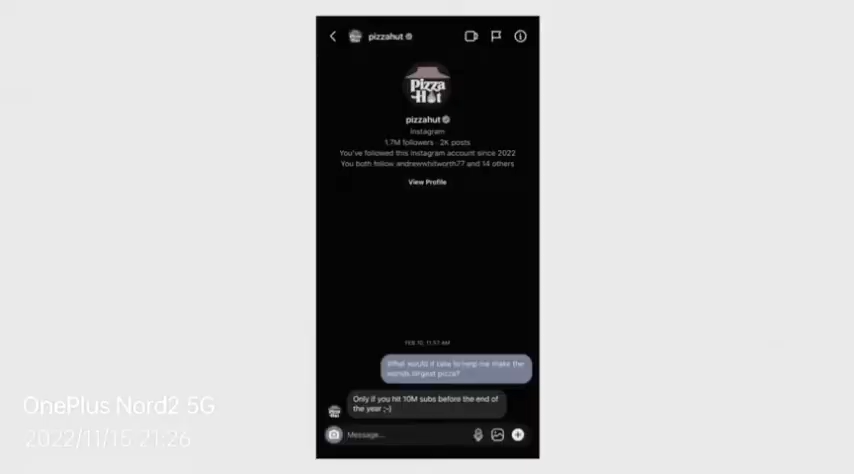 pizzahut
Pizza
Hut
pizzahut
Instagram
1.7M followers · 2K posts
You've followed this Instagram account since 2022
You both follow andrewwhitworth77 and 14 others
View Profile
FEB 10, 11:57 AM
What would it take to help me make the
worlds largest pizza?
Only if you hit 10M subs before the end of
the year ;-)
Message...
OnePlus Nord2 5G
2022/11/15 21:26